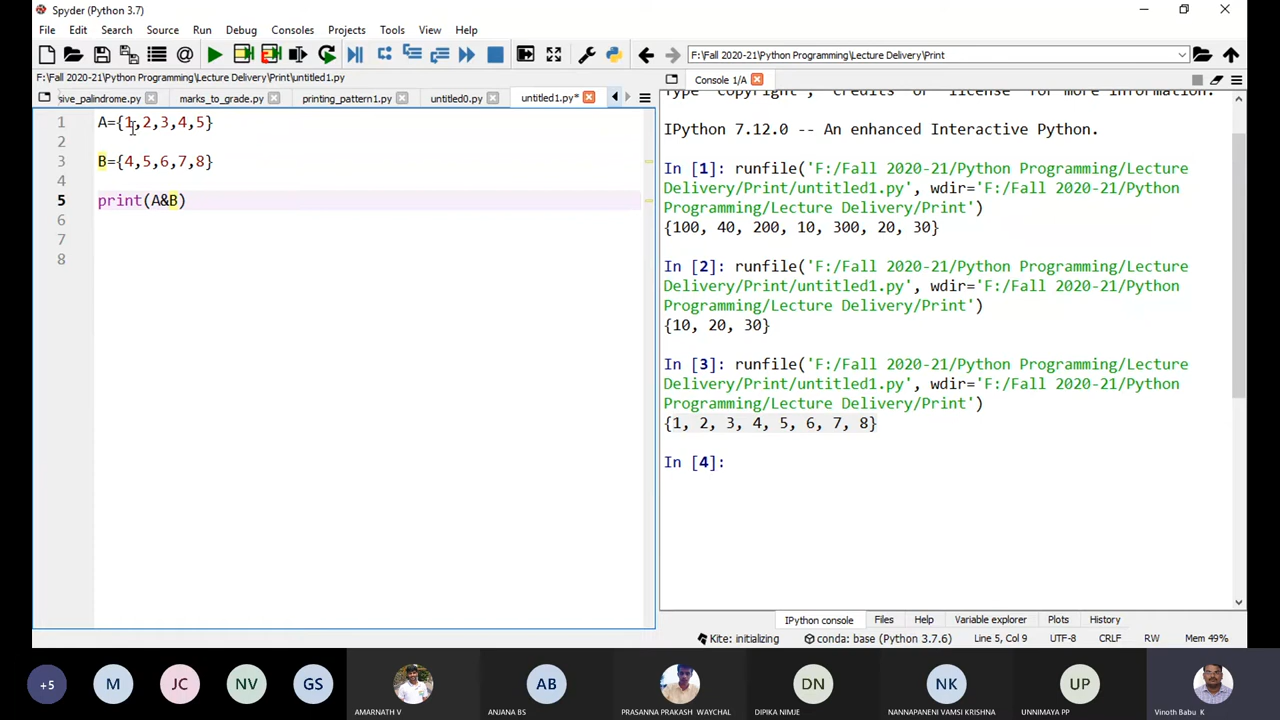 Spyder (Python 3.7)
File Edit Search Source Run Debug Consoles Projects Tools View Help
F:\Fall 2020-21\Python Programming\Lecture Delivery\Print
F:\Fall 2020-21\Python Programming\Lecture Delivery\Print\untitled1.py
sive_palindrome.py marks_to_grade.py printing_pattern1.py untitled0.py untitled1.py*
1 A={1,2,3,4,5}
2
3 B={4,5,6,7,8}
4
5 print(A&B)
6
7
8
Console 1/A
Type "copyright", "credits" or "license" for more information.
IPython 7.12.0 -- An enhanced Interactive Python.
In [1]: runfile('F:/Fall 2020-21/Python Programming/Lecture
Delivery/Print/untitled1.py', wdir='F:/Fall 2020-21/Python
Programming/Lecture Delivery/Print')
{100, 40, 200, 10, 300, 20, 30}
In [2]: runfile('F:/Fall 2020-21/Python Programming/Lecture
Delivery/Print/untitled1.py', wdir='F:/Fall 2020-21/Python
Programming/Lecture Delivery/Print')
{10, 20, 30}
In [3]: runfile('F:/Fall 2020-21/Python Programming/Lecture
Delivery/Print/untitled1.py', wdir='F:/Fall 2020-21/Python
Programming/Lecture Delivery/Print')
{1, 2, 3, 4, 5, 6, 7, 8}
In [4]:
IPython console Files Help Variable explorer Plots History
Kite: initializing conda: base (Python 3.7.6) Line 5, Col 9 UTF-8 CRLF RW Mem 49%
+5 M JC NV GS AB DN NK UP
AMARNATH V ANJANA BS PRASANNA PRAKASH WAYCHAL DIPIKA NIMJE NANNAPANENI VAMSI KRISHNA UNNIMAYA PP Vinoth Babu K